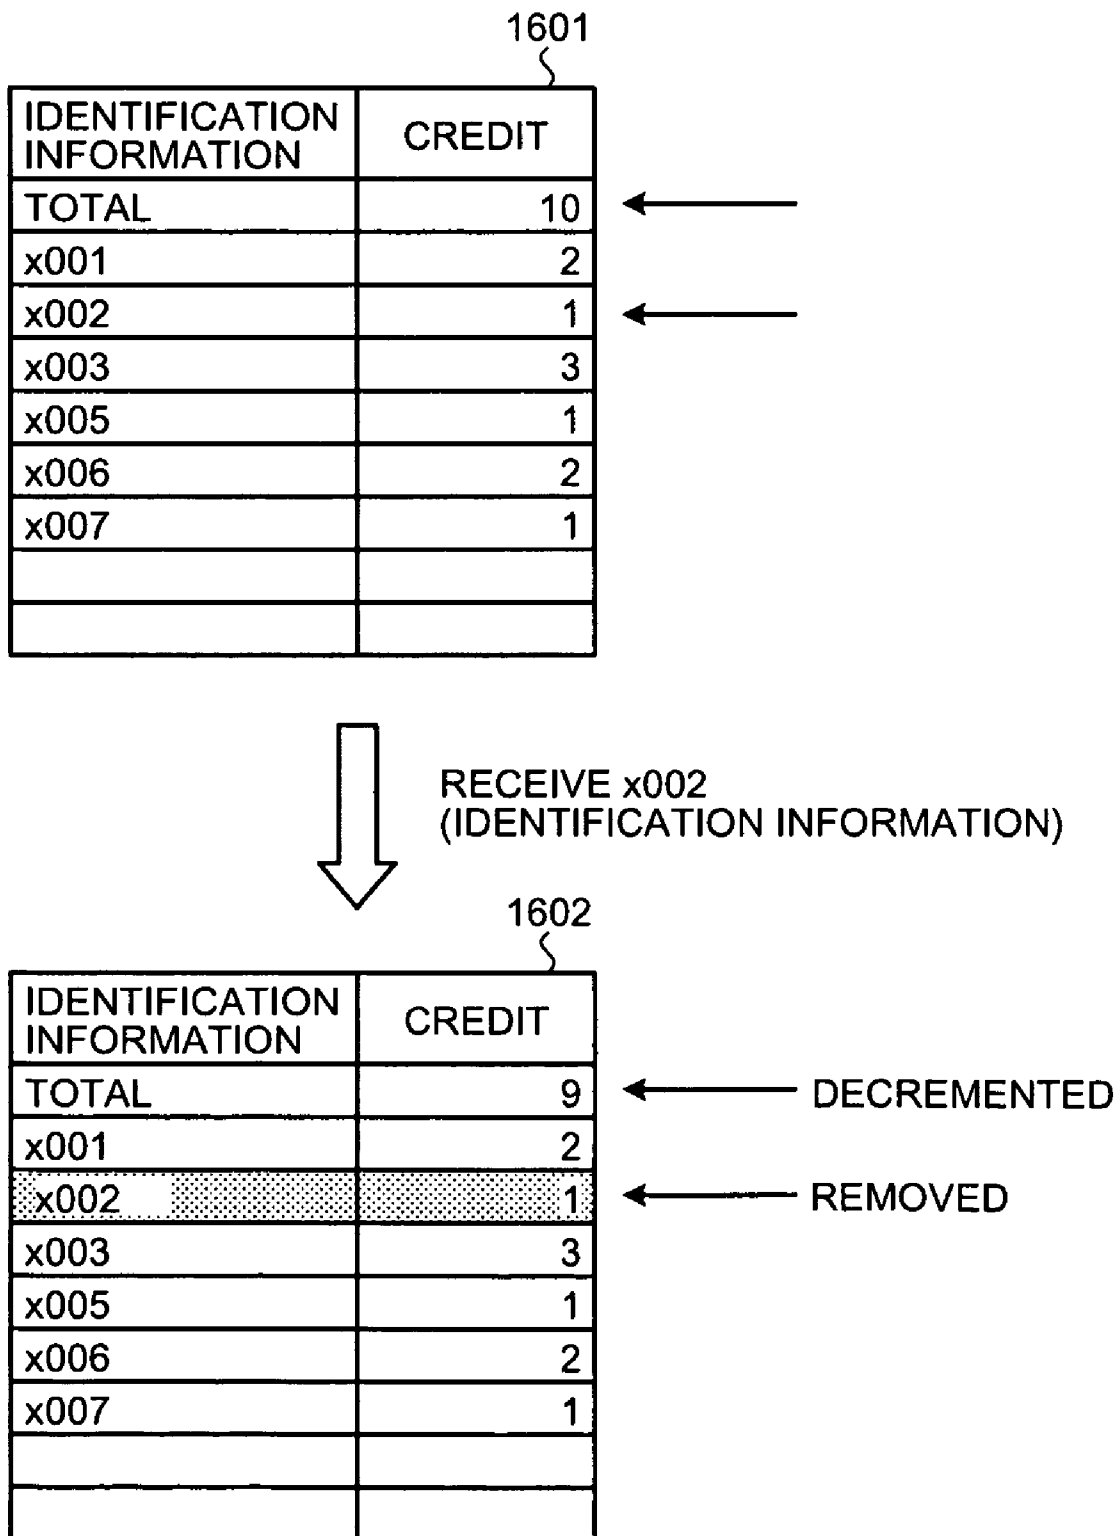 1601
IDENTIFICATION
INFORMATION
CREDIT
TOTAL 10
x001 2
x002 1
x003 3
x005 1
x006 2
x007 1
RECEIVE x002
(IDENTIFICATION INFORMATION)
1602
IDENTIFICATION
INFORMATION
CREDIT
TOTAL 9 DECREMENTED
x001 2
x002 1 REMOVED
x003 3
x005 1
x006 2
x007 1